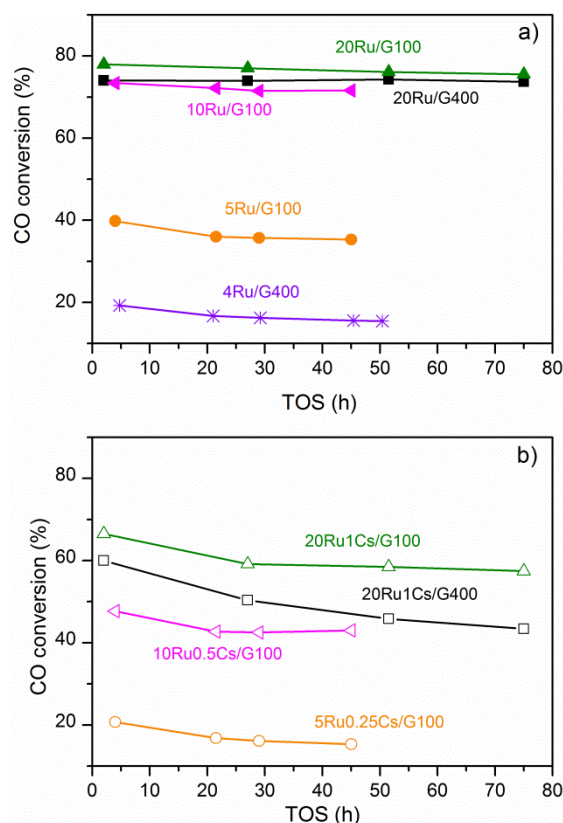 a)
20Ru/G100
20Ru/G400
10Ru/G100
5Ru/G100
4Ru/G400
CO conversion (%)
80
60
40
20
0 10 20 30 40 50 60 70 80
TOS (h)
b)
20Ru1Cs/G100
20Ru1Cs/G400
10Ru0.5Cs/G100
5Ru0.25Cs/G100
CO conversion (%)
80
60
40
20
0 10 20 30 40 50 60 70 80
TOS (h)